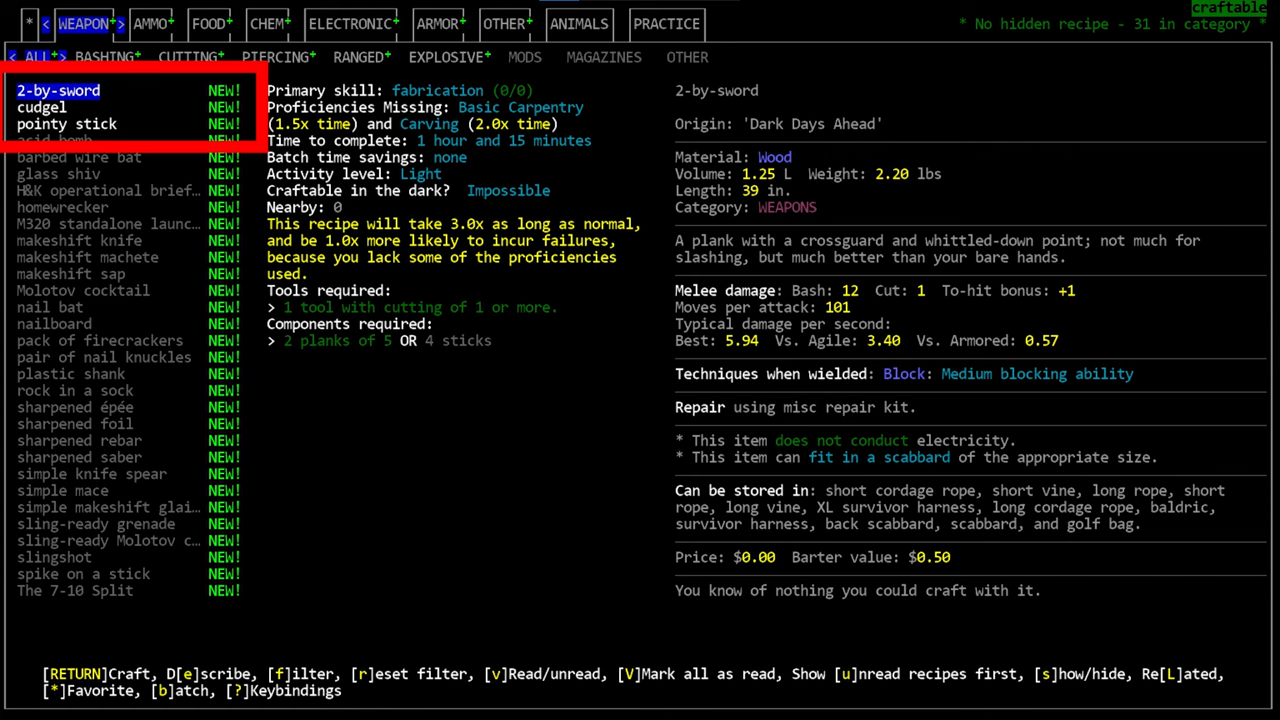 craftable
* < WEAPON+> AMMO+ FOOD+ CHEM+ ELECTRONIC+ ARMOR+ OTHER+ ANIMALS PRACTICE * No hidden recipe - 31 in category *
< ALL+> BASHING+ CUTTING+ PIERCING+ RANGED+ EXPLOSIVE+ MODS MAGAZINES OTHER
2-by-sword NEW!
cudgel NEW!
pointy stick NEW!
acid bomb NEW!
barbed wire bat NEW!
glass shiv NEW!
H&K operational brief… NEW!
homewrecker NEW!
M320 standalone launc… NEW!
makeshift knife NEW!
makeshift machete NEW!
makeshift sap NEW!
Molotov cocktail NEW!
nail bat NEW!
nailboard NEW!
pack of firecrackers NEW!
pair of nail knuckles NEW!
plastic shank NEW!
rock in a sock NEW!
sharpened épée NEW!
sharpened foil NEW!
sharpened rebar NEW!
sharpened saber NEW!
simple knife spear NEW!
simple mace NEW!
simple makeshift glai… NEW!
sling-ready grenade NEW!
sling-ready Molotov c… NEW!
slingshot NEW!
spike on a stick NEW!
The 7-10 Split NEW!
Primary skill: fabrication (0/0)
Proficiencies Missing: Basic Carpentry
(1.5x time) and Carving (2.0x time)
Time to complete: 1 hour and 15 minutes
Batch time savings: none
Activity level: Light
Craftable in the dark? Impossible
Nearby: 0
This recipe will take 3.0x as long as normal,
and be 1.0x more likely to incur failures,
because you lack some of the proficiencies
used.
Tools required:
> 1 tool with cutting of 1 or more.
Components required:
> 2 planks of 5 OR 4 sticks
2-by-sword
Origin: 'Dark Days Ahead'
Material: Wood
Volume: 1.25 L Weight: 2.20 lbs
Length: 39 in.
Category: WEAPONS
A plank with a crossguard and whittled-down point; not much for
slashing, but much better than your bare hands.
Melee damage: Bash: 12 Cut: 1 To-hit bonus: +1
Moves per attack: 101
Typical damage per second:
Best: 5.94 Vs. Agile: 3.40 Vs. Armored: 0.57
Techniques when wielded: Block: Medium blocking ability
Repair using misc repair kit.
* This item does not conduct electricity.
* This item can fit in a scabbard of the appropriate size.
Can be stored in: short cordage rope, short vine, long rope, short
rope, long vine, XL survivor harness, long cordage rope, baldric,
survivor harness, back scabbard, scabbard, and golf bag.
Price: $0.00 Barter value: $0.50
You know of nothing you could craft with it.
[RETURN]Craft, D[e]scribe, [f]ilter, [r]eset filter, [v]Read/unread, [V]Mark all as read, Show [u]nread recipes first, [s]how/hide, Re[L]ated,
[*]Favorite, [b]atch, [?]Keybindings